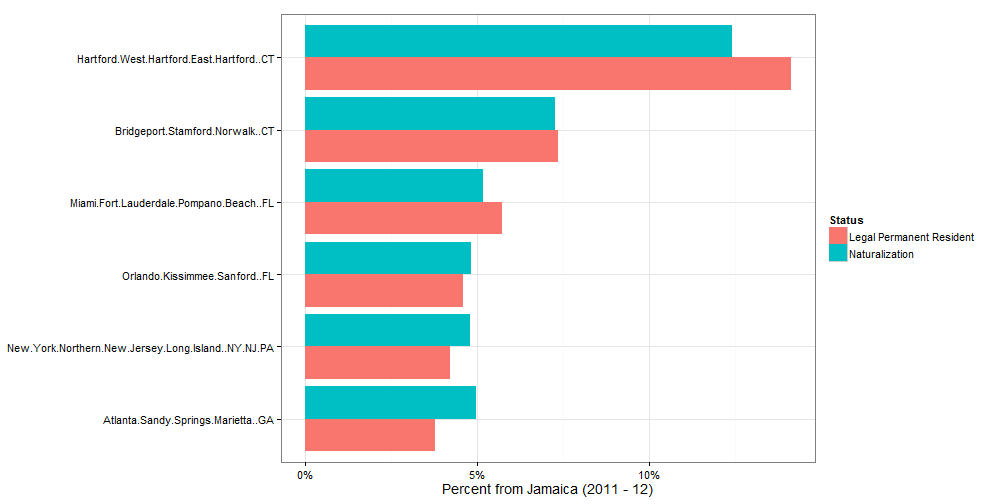 Hartford.West.Hartford.East.Hartford..CT
Bridgeport.Stamford.Norwalk..CT
Miami.Fort.Lauderdale.Pompano.Beach..FL
Orlando.Kissimmee.Sanford..FL
New.York.Northern.New.Jersey.Long.Island..NY.NJ.PA
Atlanta.Sandy.Springs.Marietta..GA
0% 5% 10%
Percent from Jamaica (2011 - 12)
Status
Legal Permanent Resident
Naturalization